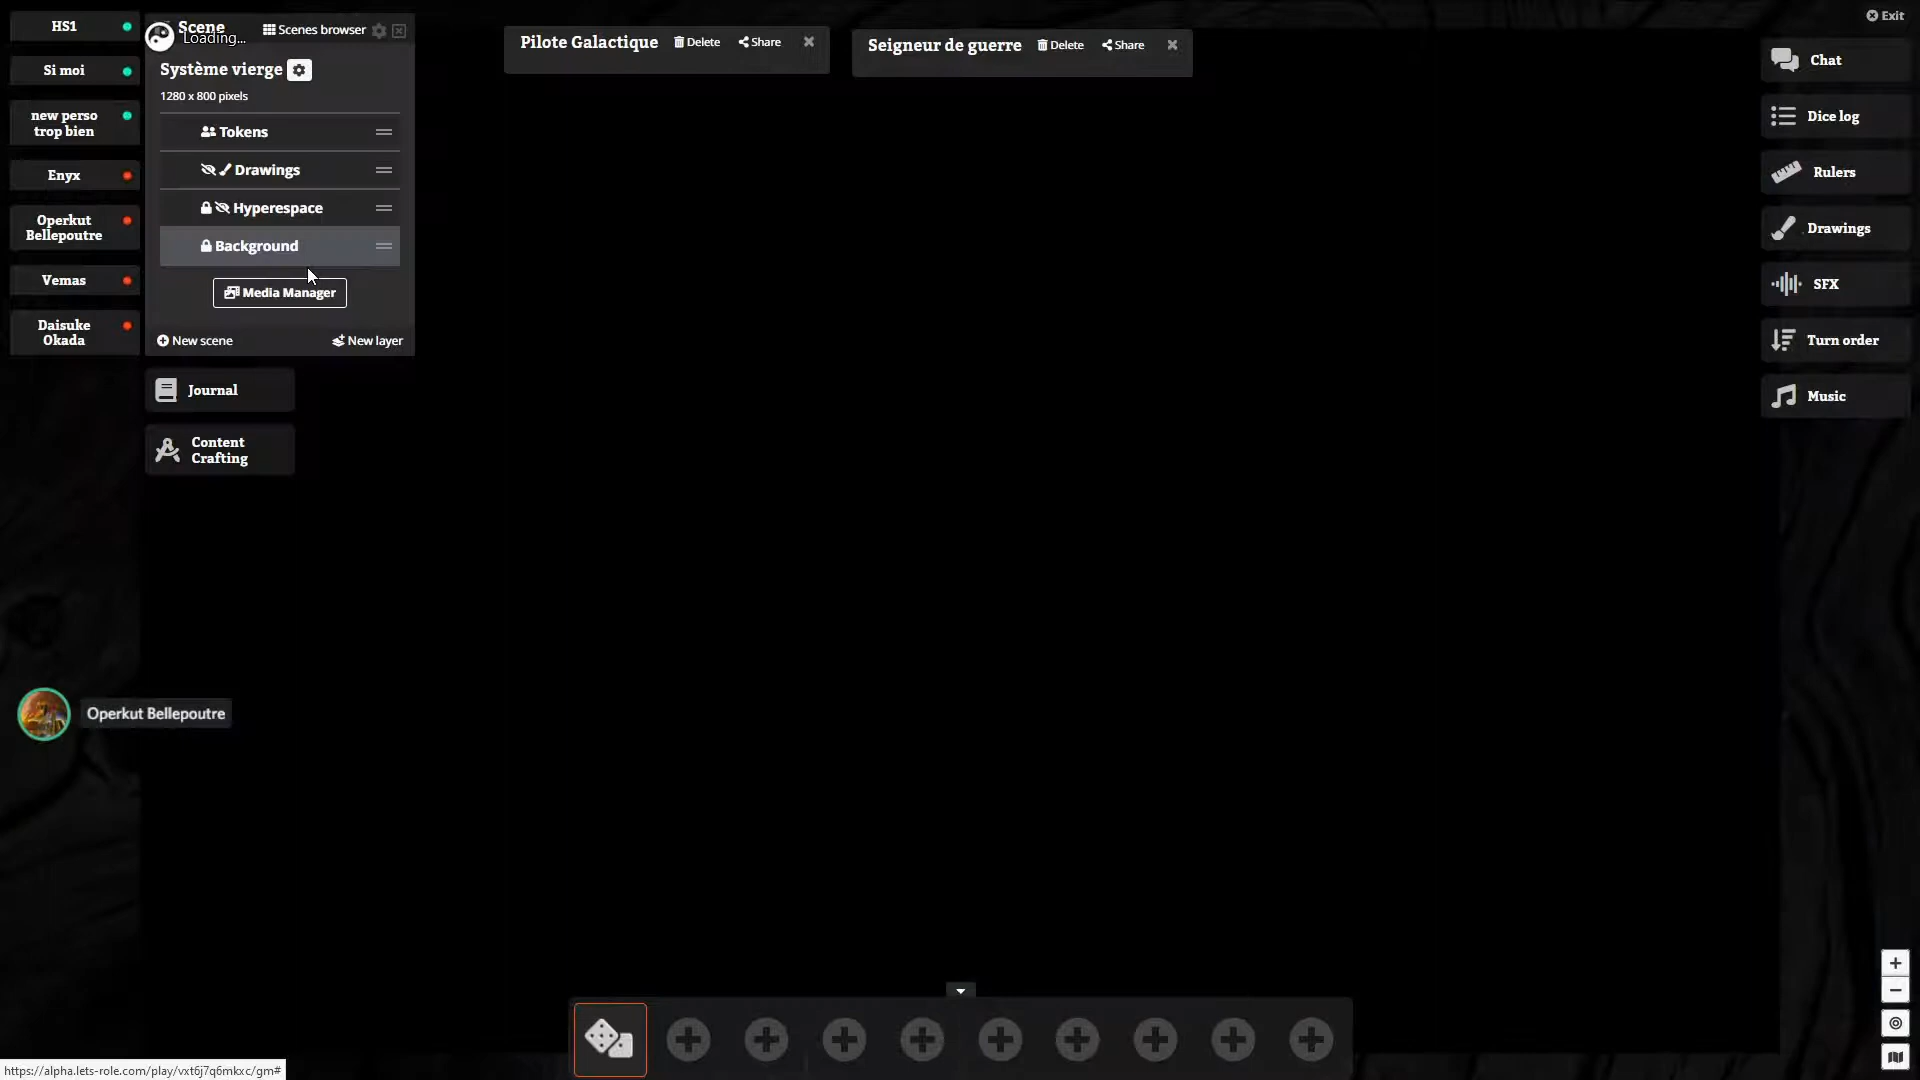 HS1
Si moi
new perso
trop bien
Enyx
Operkut
Bellepoutre
Vemas
Daisuke
Okada
Scene
Loading...
Scenes browser
Système vierge
1280 x 800 pixels
Tokens
Drawings
Hyperespace
Background
Media Manager
New scene
New layer
Journal
Content
Crafting
Pilote Galactique
Delete
Share
Seigneur de guerre
Delete
Share
Exit
Chat
Dice log
Rulers
Drawings
SFX
Turn order
Music
Operkut Bellepoutre
https://alpha.lets-role.com/play/vxt6j7q6mkxc/gm#